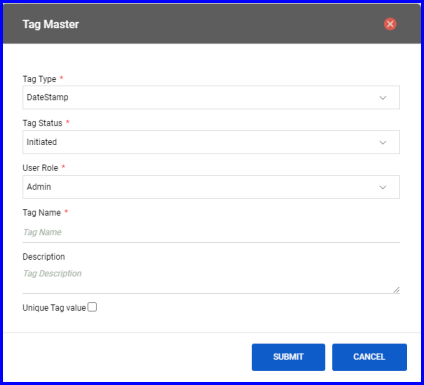 Tag Master
Tag Type *
DateStamp
Tag Status *
Initiated
User Role *
Admin
Tag Name *
Tag Name
Description
Tag Description
Unique Tag value
SUBMIT CANCEL